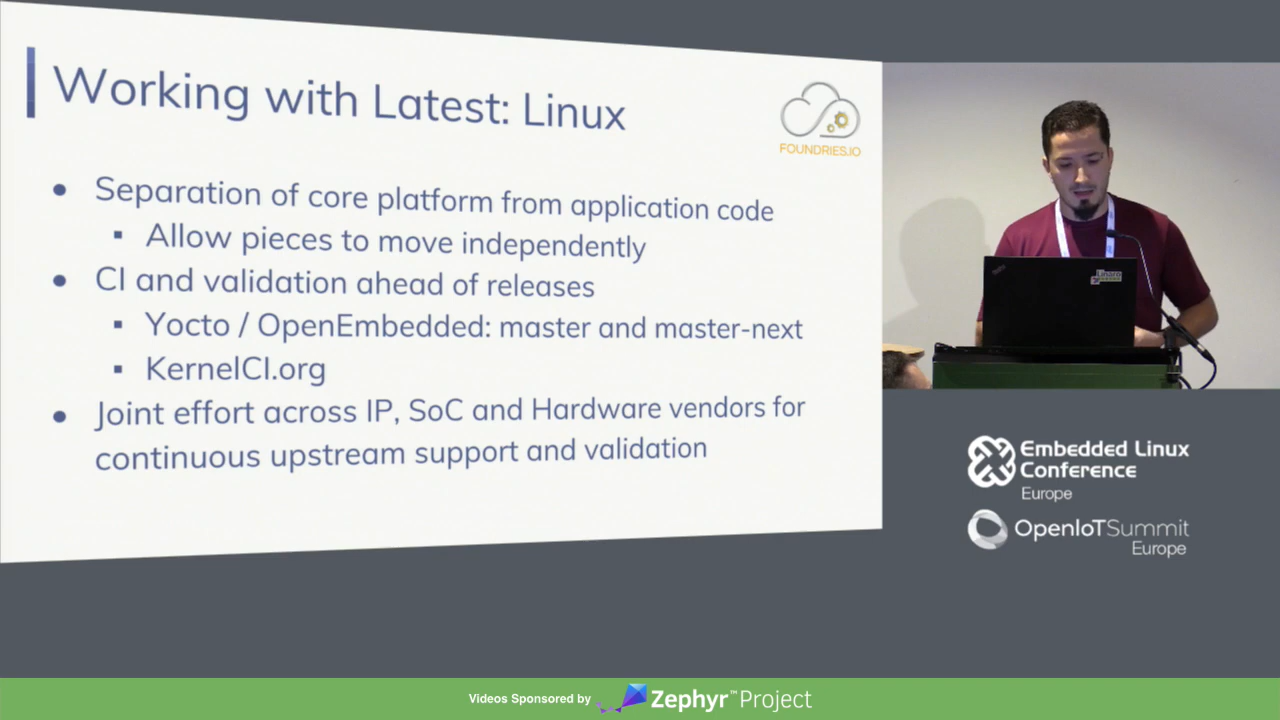 Working with Latest: Linux
FOUNDRIES.IO
• Separation of core platform from application code
▪ Allow pieces to move independently
• CI and validation ahead of releases
▪ Yocto / OpenEmbedded: master and master-next
▪ KernelCI.org
• Joint effort across IP, SoC and Hardware vendors for
continuous upstream support and validation
Linaro
Embedded Linux
Conference
Europe
OpenIoTSummit
Europe
Videos Sponsored by Zephyr™Project